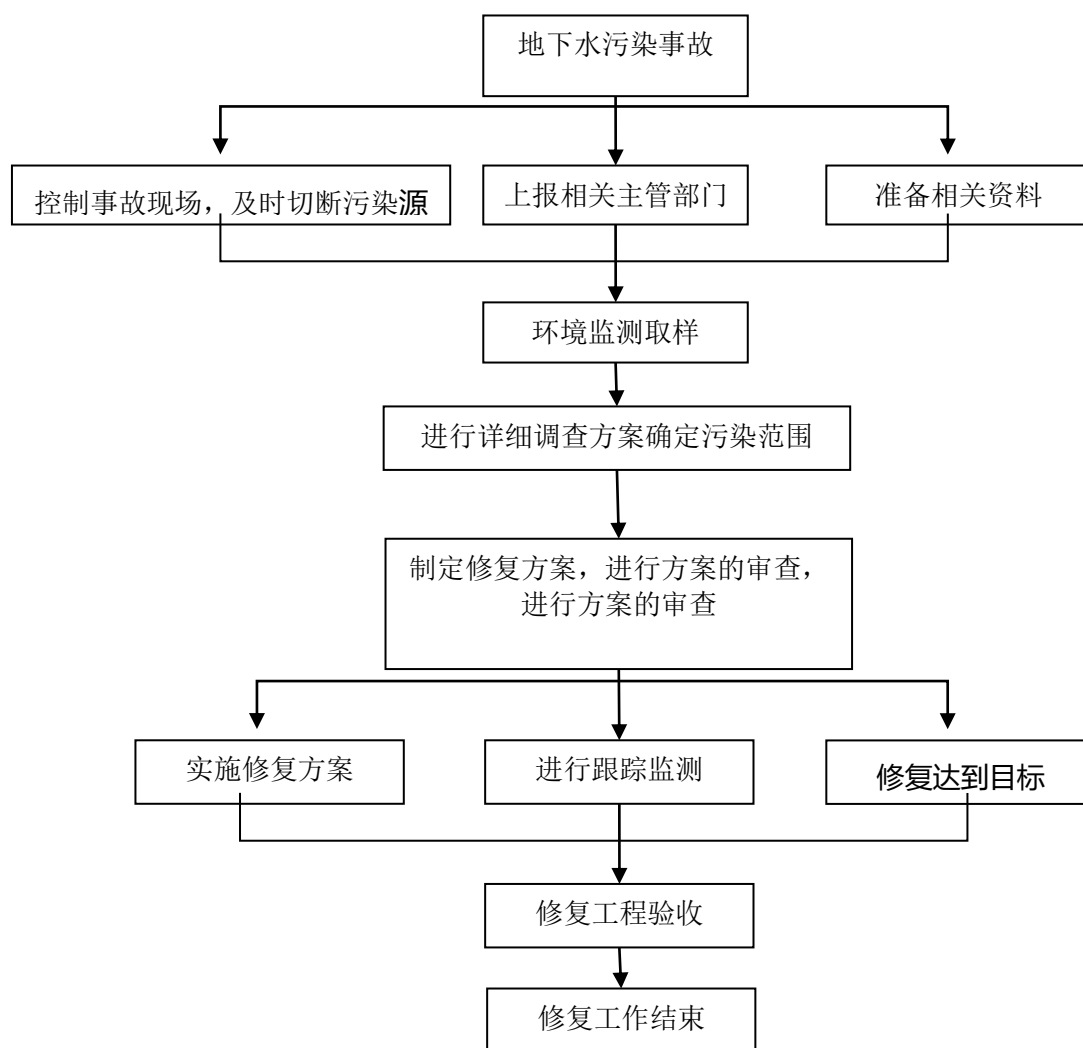 地下水污染事故
控制事故现场，及时切断污染源
上报相关主管部门
准备相关资料
环境监测取样
进行详细调查方案确定污染范围
制定修复方案，进行方案的审查，
进行方案的审查
实施修复方案
进行跟踪监测
修复达到目标
修复工程验收
修复工作结束